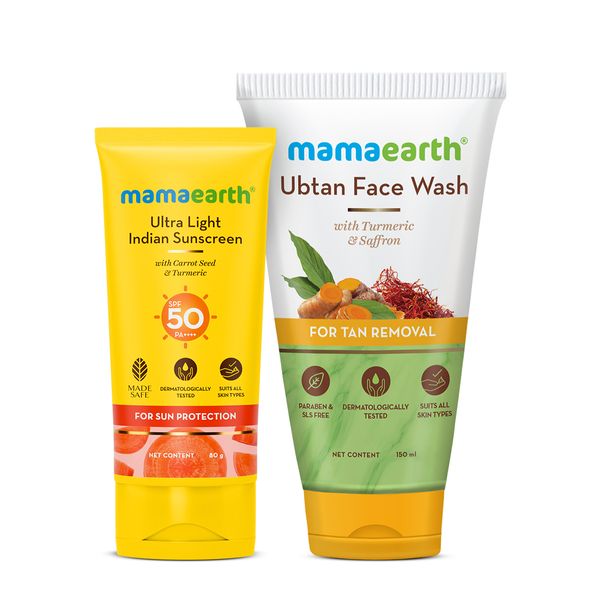 mamaearth®
Ultra Light
Indian Sunscreen
with Carrot Seed
& Turmeric
SPF
50
PA++++
MADE
SAFE
DERMATOLOGICALLY
TESTED
SUITS ALL
SKIN TYPES
FOR SUN PROTECTION
NET CONTENT 80 g
mamaearth®
Ubtan Face Wash
with Turmeric
& Saffron
FOR TAN REMOVAL
PARABEN &
SLS FREE
DERMATOLOGICALLY
TESTED
SUITS ALL
SKIN TYPES
NET CONTENT 150 ml